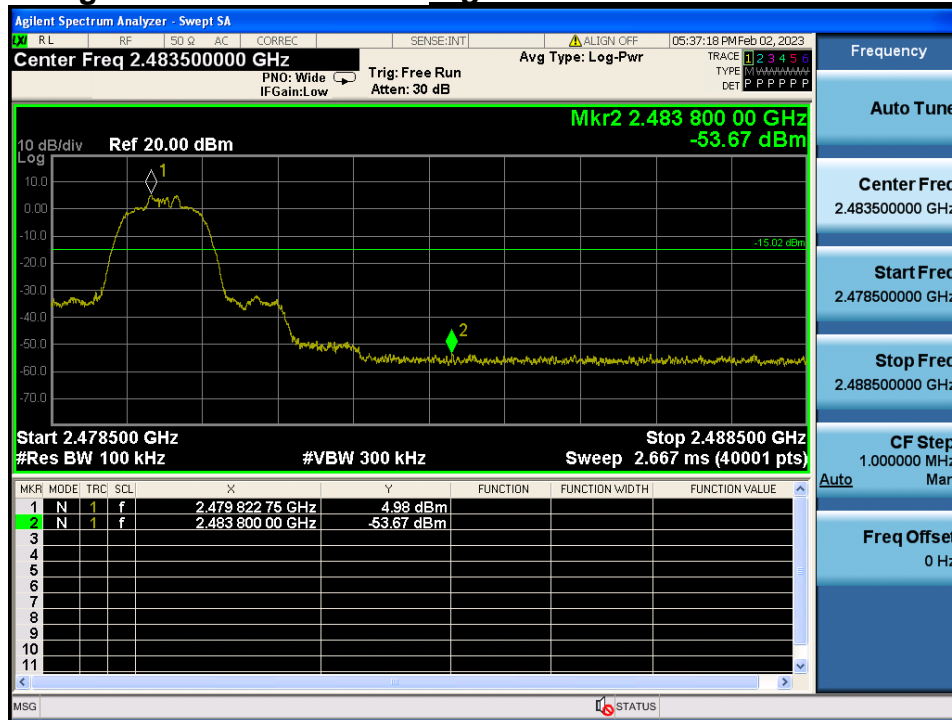 Agilent Spectrum Analyzer - Swept SA
LXI RL RF 50 Ω AC CORREC SENSE:INT ALIGN OFF 05:37:18 PM Feb 02, 2023
Center Freq 2.483500000 GHz
PNO: Wide
IFGain:Low
Trig: Free Run
Atten: 30 dB
Avg Type: Log-Pwr
TRACE 1 2 3 4 5 6
TYPE M WWWWW
DET P P P P P P
Mkr2 2.483 800 00 GHz
-53.67 dBm
10 dB/div
Log
Ref 20.00 dBm
1
10.0
0.00
-10.0
-15.02 dBm
-20.0
-30.0
-40.0
2
-50.0
-60.0
-70.0
Start 2.478500 GHz Stop 2.488500 GHz
#Res BW 100 kHz #VBW 300 kHz Sweep 2.667 ms (40001 pts)
MKR MODE TRC SCL X Y FUNCTION FUNCTION WIDTH FUNCTION VALUE
1 N 1 f 2.479 822 75 GHz 4.98 dBm
2 N 1 f 2.483 800 00 GHz -53.67 dBm
3
4
5
6
7
8
9
10
11
MSG STATUS
Frequency
Auto Tune
Center Freq
2.483500000 GHz
Start Freq
2.478500000 GHz
Stop Freq
2.488500000 GHz
CF Step
1.000000 MHz
Auto Man
Freq Offset
0 Hz